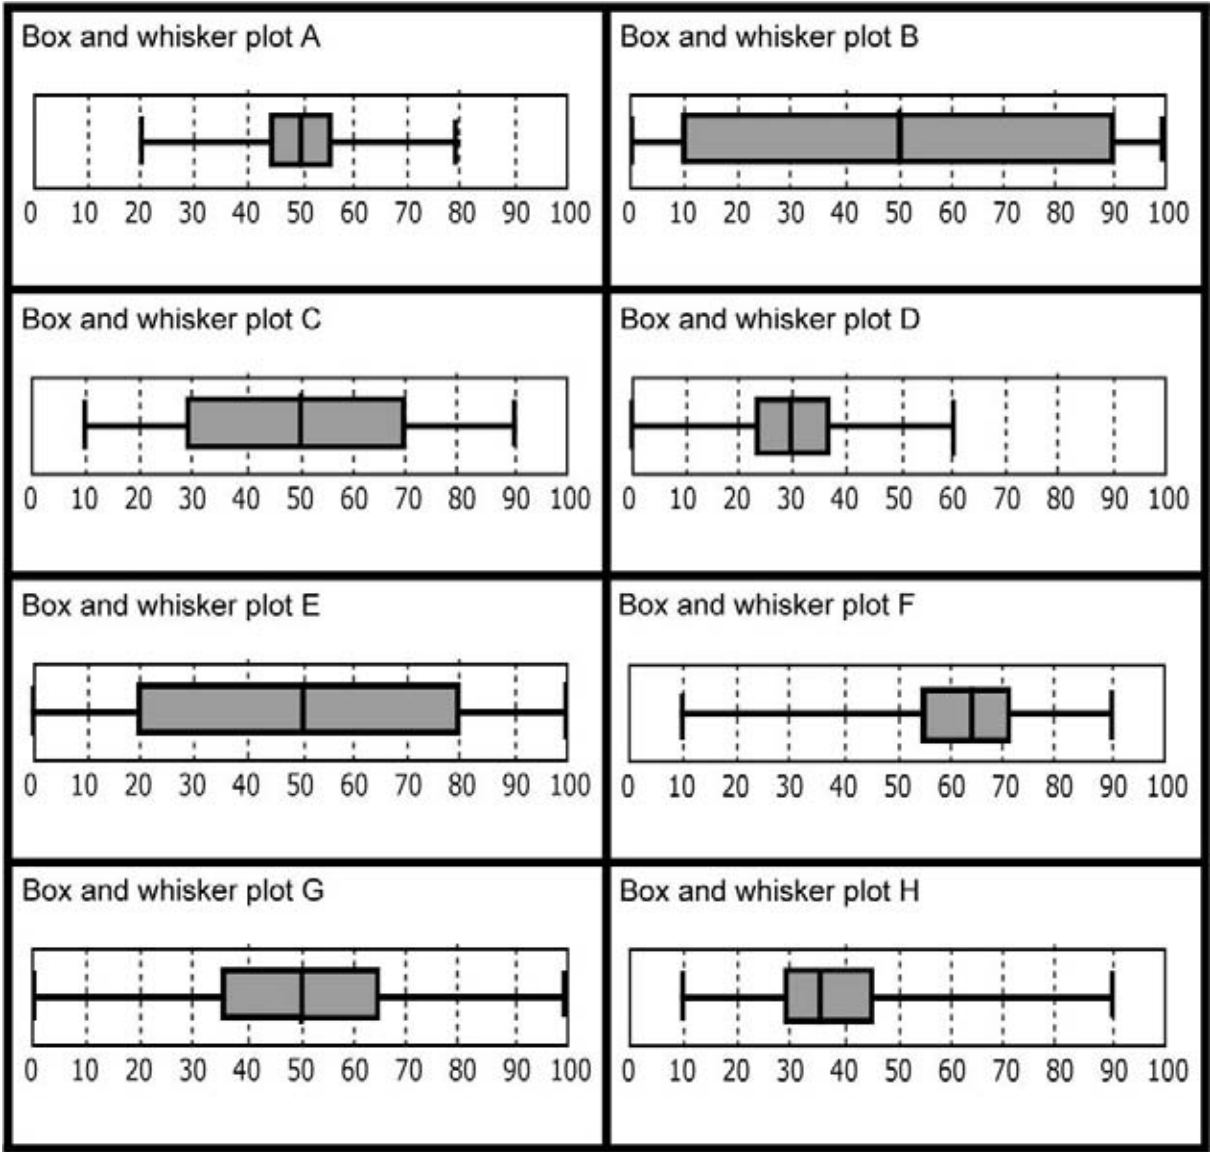 Box and whisker plot A
0 10 20 30 40 50 60 70 80 90 100
Box and whisker plot B
0 10 20 30 40 50 60 70 80 90 100
Box and whisker plot C
0 10 20 30 40 50 60 70 80 90 100
Box and whisker plot D
0 10 20 30 40 50 60 70 80 90 100
Box and whisker plot E
0 10 20 30 40 50 60 70 80 90 100
Box and whisker plot F
0 10 20 30 40 50 60 70 80 90 100
Box and whisker plot G
0 10 20 30 40 50 60 70 80 90 100
Box and whisker plot H
0 10 20 30 40 50 60 70 80 90 100